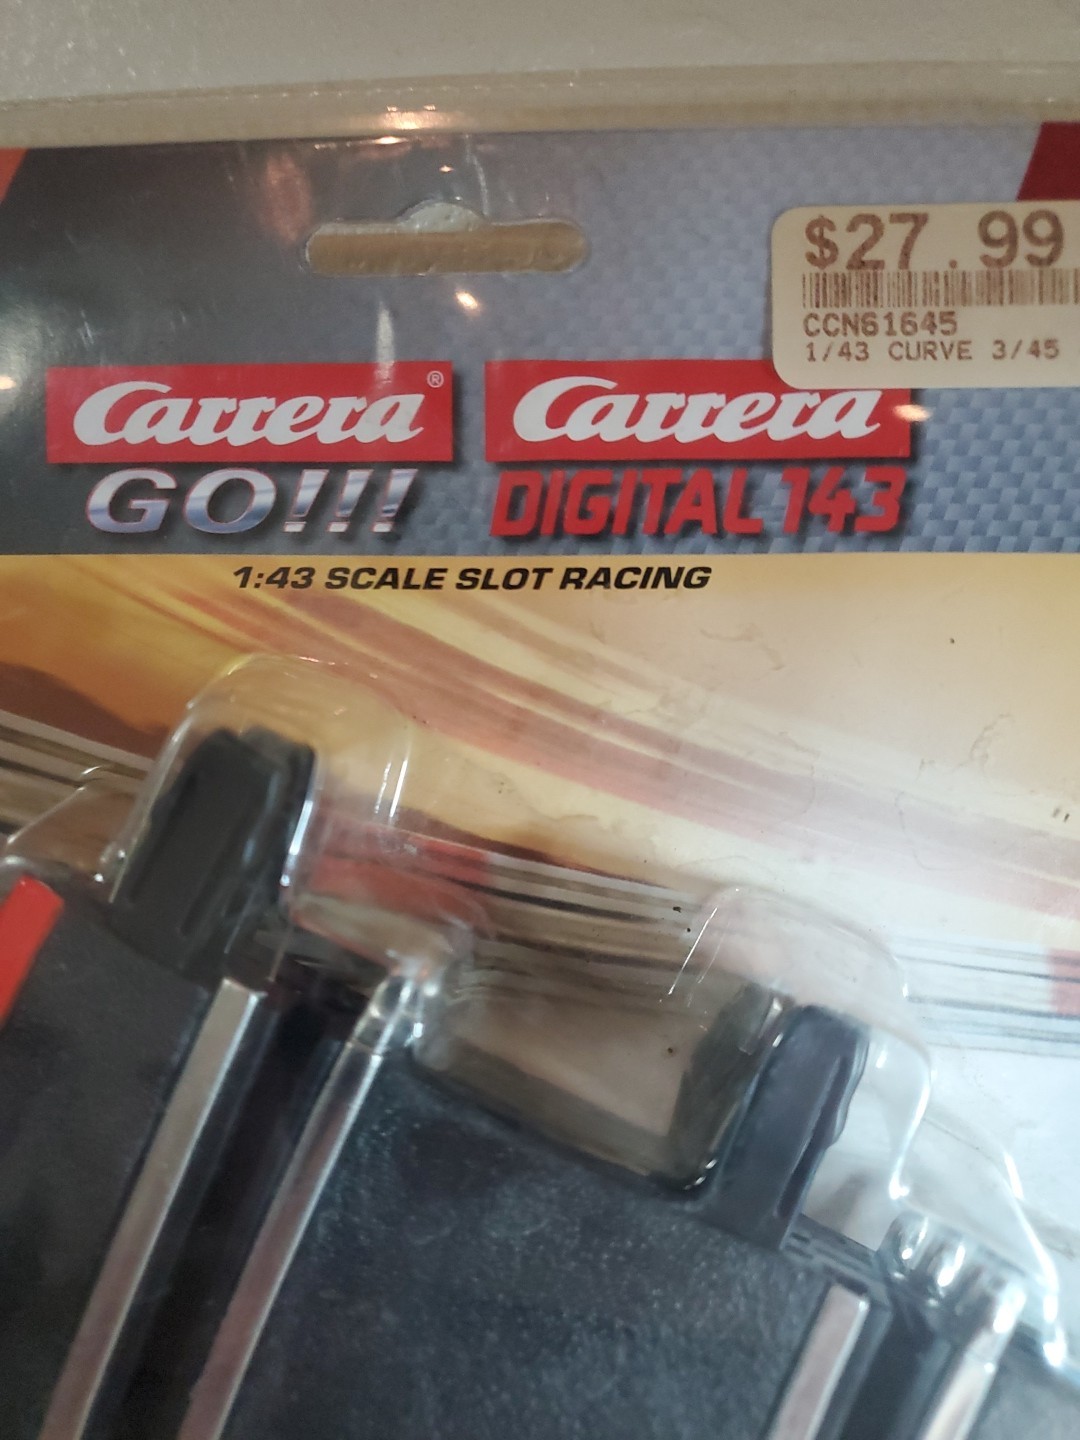 $27.99
CCN61645
1/43 CURVE 3/45
Carrera® Carrera
GO!!! DIGITAL 143
1:43 SCALE SLOT RACING